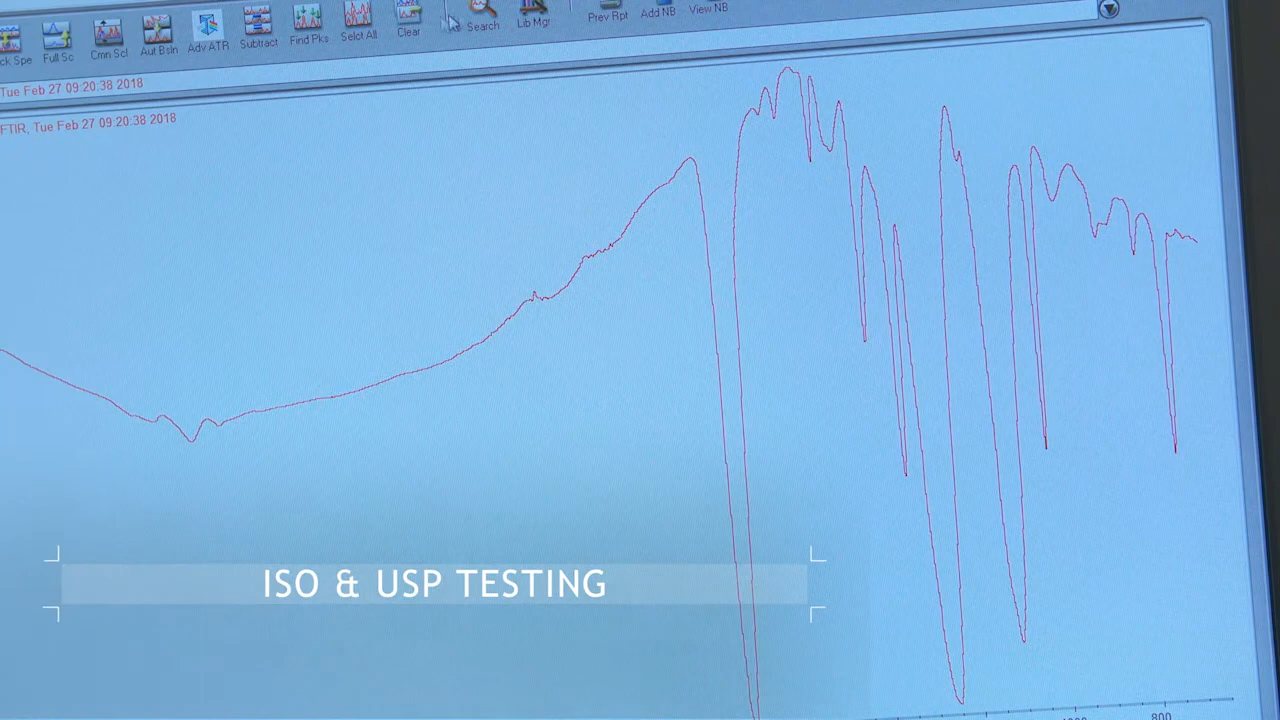 ck Spe Full Sc Cmn Scl Aut Bsln Adv ATR Subtract Find Pks Selct All Clear Search Lib Mgr Prev Rpt Add NB View NB
Tue Feb 27 09:20:38 2018
FTIR, Tue Feb 27 09:20:38 2018
ISO & USP TESTING
800